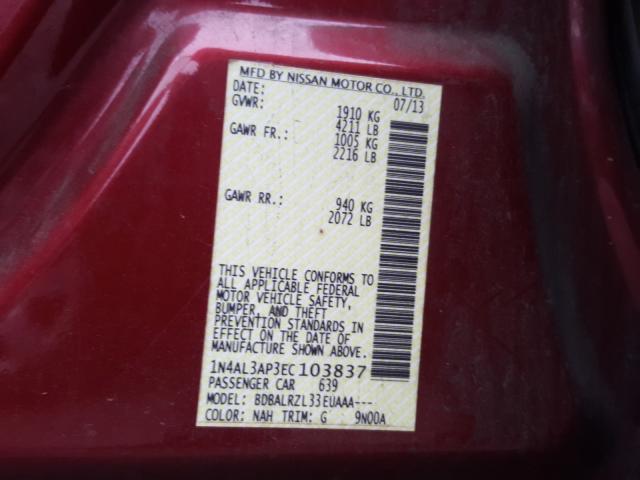 MFD BY NISSAN MOTOR CO., LTD.
DATE: 07/13
GVWR: 1910 KG
4211 LB
GAWR FR.: 1005 KG
2216 LB
GAWR RR.: 940 KG
2072 LB
THIS VEHICLE CONFORMS TO
ALL APPLICABLE FEDERAL
MOTOR VEHICLE SAFETY,
BUMPER, AND THEFT
PREVENTION STANDARDS IN
EFFECT ON THE DATE OF
MANUFACTURE SHOWN ABOVE.
1N4AL3AP3EC103837
PASSENGER CAR 639
MODEL: BDBALRZL33EUAAA---
COLOR: NAH TRIM: G 9N00A